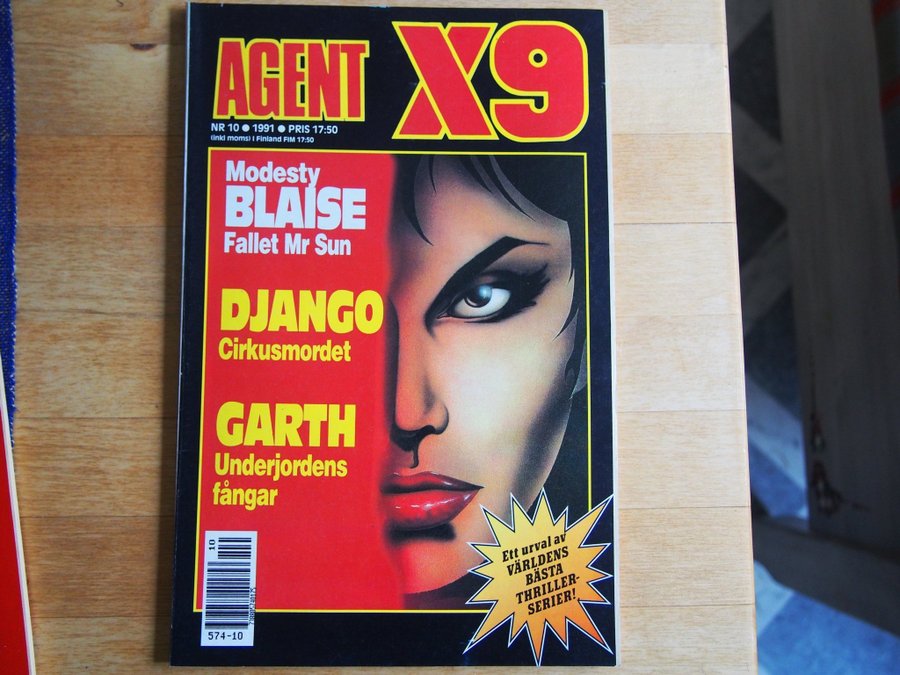 AGENT X9
NR 10 ● 1991 ● PRIS 17:50
(inkl moms) I Finland FIM 17:50
Modesty
BLAISE
Fallet Mr Sun
DJANGO
Cirkusmordet
GARTH
Underjordens
fångar
10
574-10
Ett urval av
VÄRLDENS
BÄSTA
THRILLER-
SERIER!